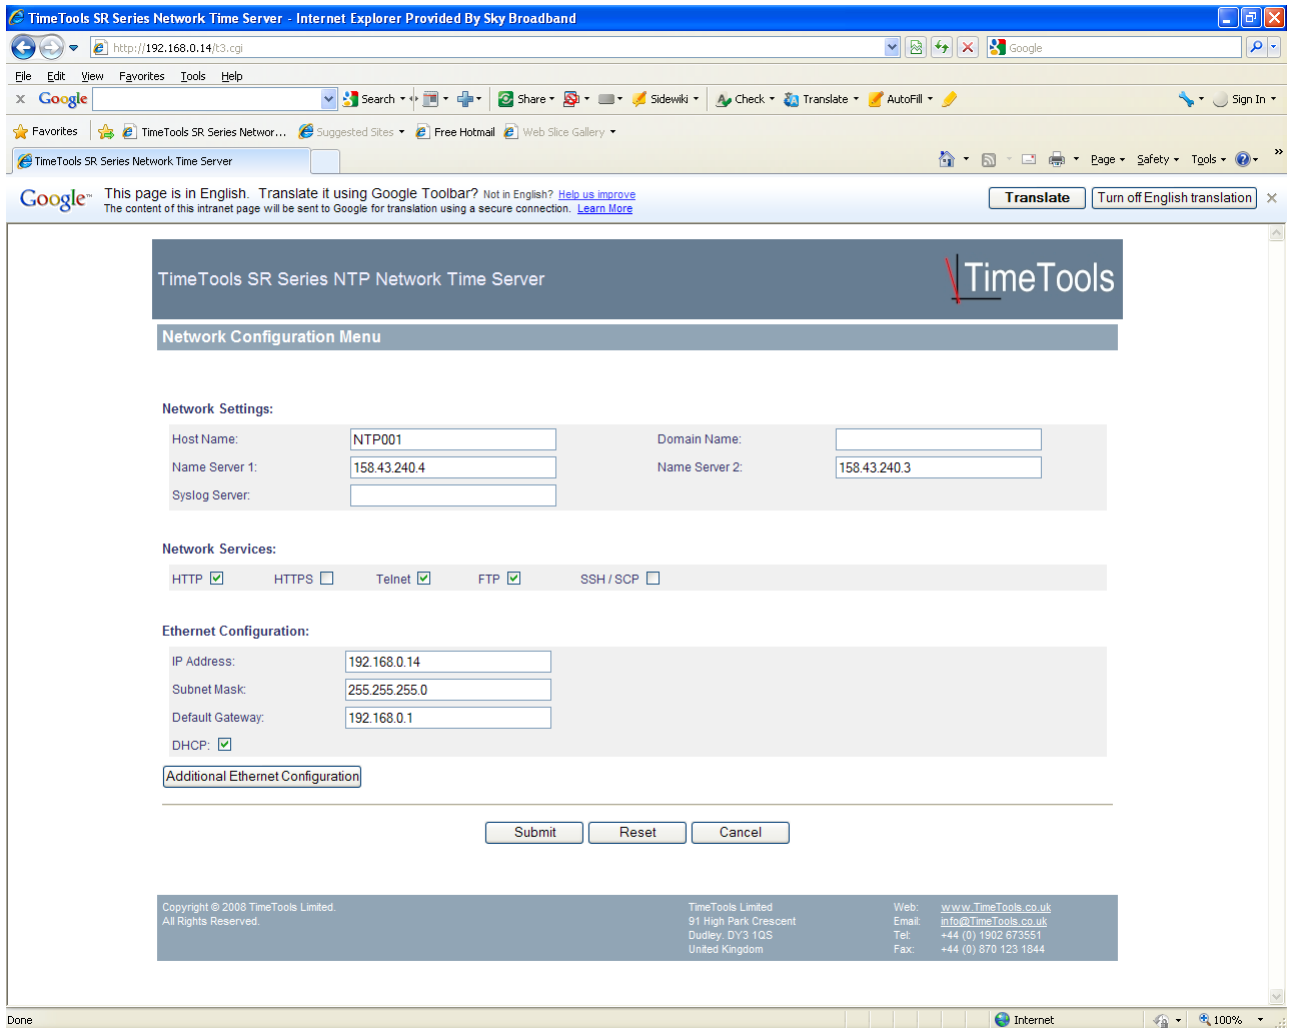 TimeTools SR Series Network Time Server - Internet Explorer Provided By Sky Broadband
http://192.168.0.14/t3.cgi
Google
File Edit View Favorites Tools Help
x Google Search Share Sidewiki Check Translate AutoFill Sign In
Favorites TimeTools SR Series Networ... Suggested Sites Free Hotmail Web Slice Gallery
TimeTools SR Series Network Time Server Page Safety Tools »
Google™ This page is in English. Translate it using Google Toolbar? Not in English? Help us improve
The content of this intranet page will be sent to Google for translation using a secure connection. Learn More
Translate Turn off English translation
TimeTools SR Series NTP Network Time Server
TimeTools
Network Configuration Menu
Network Settings:
Host Name: NTP001 Domain Name:
Name Server 1: 158.43.240.4 Name Server 2: 158.43.240.3
Syslog Server:
Network Services:
HTTP HTTPS Telnet FTP SSH / SCP
Ethernet Configuration:
IP Address: 192.168.0.14
Subnet Mask: 255.255.255.0
Default Gateway: 192.168.0.1
DHCP:
Additional Ethernet Configuration
Submit Reset Cancel
Copyright © 2008 TimeTools Limited.
All Rights Reserved.
TimeTools Limited
91 High Park Crescent
Dudley. DY3 1QS
United Kingdom
Web: www.TimeTools.co.uk
Email: info@TimeTools.co.uk
Tel: +44 (0) 1902 673551
Fax: +44 (0) 870 123 1844
Done Internet 100%